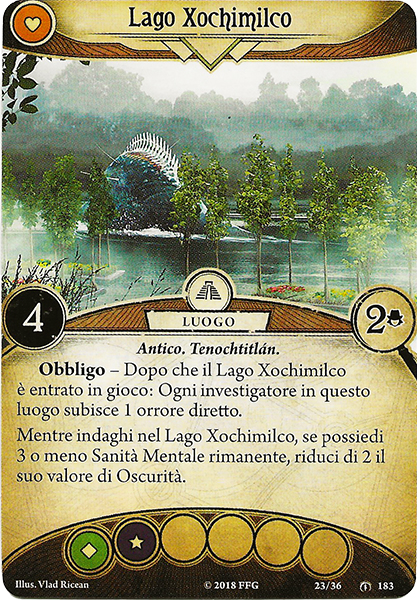 Lago Xochimilco
4
LUOGO
2
Antico. Tenochtitlán.
Obbligo – Dopo che il Lago Xochimilco
è entrato in gioco: Ogni investigatore in questo
luogo subisce 1 orrore diretto.
Mentre indaghi nel Lago Xochimilco, se possiedi
3 o meno Sanità Mentale rimanente, riduci di 2 il
suo valore di Oscurità.
Illus. Vlad Ricean © 2018 FFG 23/36 183